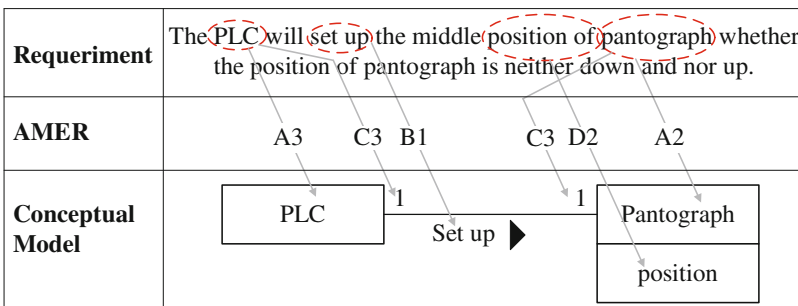 Requeriment
The PLC will set up the middle position of pantograph whether
the position of pantograph is neither down and nor up.
AMER
A3 C3 B1 C3 D2 A2
Conceptual
Model
PLC 1 1 Pantograph
Set up
position